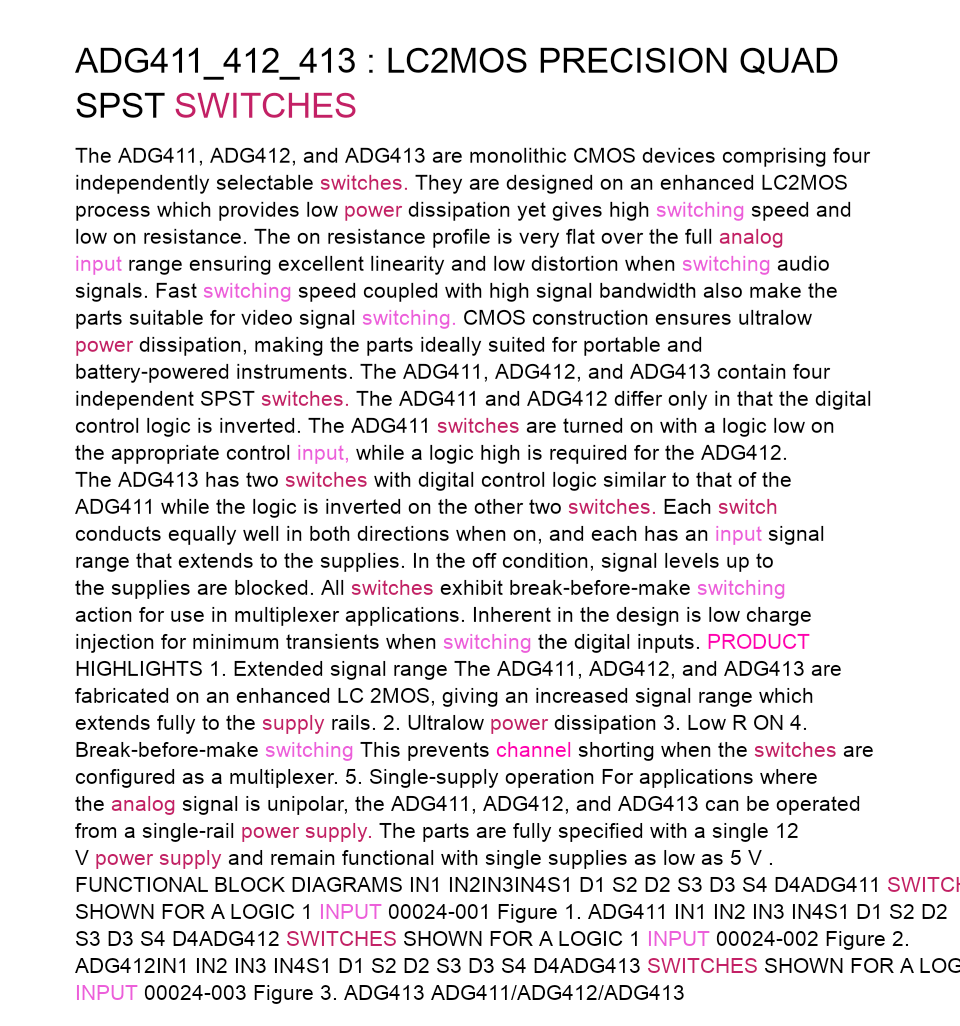 ADG411_412_413 : LC2MOS PRECISION QUAD
SPST SWITCHES
The ADG411, ADG412, and ADG413 are monolithic CMOS devices comprising four
independently selectable switches. They are designed on an enhanced LC2MOS
process which provides low power dissipation yet gives high switching speed and
low on resistance. The on resistance profile is very flat over the full analog
input range ensuring excellent linearity and low distortion when switching audio
signals. Fast switching speed coupled with high signal bandwidth also make the
parts suitable for video signal switching. CMOS construction ensures ultralow
power dissipation, making the parts ideally suited for portable and
battery-powered instruments. The ADG411, ADG412, and ADG413 contain four
independent SPST switches. The ADG411 and ADG412 differ only in that the digital
control logic is inverted. The ADG411 switches are turned on with a logic low on
the appropriate control input, while a logic high is required for the ADG412.
The ADG413 has two switches with digital control logic similar to that of the
ADG411 while the logic is inverted on the other two switches. Each switch
conducts equally well in both directions when on, and each has an input signal
range that extends to the supplies. In the off condition, signal levels up to
the supplies are blocked. All switches exhibit break-before-make switching
action for use in multiplexer applications. Inherent in the design is low charge
injection for minimum transients when switching the digital inputs. PRODUCT
HIGHLIGHTS 1. Extended signal range The ADG411, ADG412, and ADG413 are
fabricated on an enhanced LC 2MOS, giving an increased signal range which
extends fully to the supply rails. 2. Ultralow power dissipation 3. Low R ON 4.
Break-before-make switching This prevents channel shorting when the switches are
configured as a multiplexer. 5. Single-supply operation For applications where
the analog signal is unipolar, the ADG411, ADG412, and ADG413 can be operated
from a single-rail power supply. The parts are fully specified with a single 12
V power supply and remain functional with single supplies as low as 5 V .
FUNCTIONAL BLOCK DIAGRAMS IN1 IN2IN3IN4S1 D1 S2 D2 S3 D3 S4 D4ADG411 SWITCH
SHOWN FOR A LOGIC 1 INPUT 00024-001 Figure 1. ADG411 IN1 IN2 IN3 IN4S1 D1 S2 D2
S3 D3 S4 D4ADG412 SWITCHES SHOWN FOR A LOGIC 1 INPUT 00024-002 Figure 2.
ADG412IN1 IN2 IN3 IN4S1 D1 S2 D2 S3 D3 S4 D4ADG413 SWITCHES SHOWN FOR A LOG
INPUT 00024-003 Figure 3. ADG413 ADG411/ADG412/ADG413